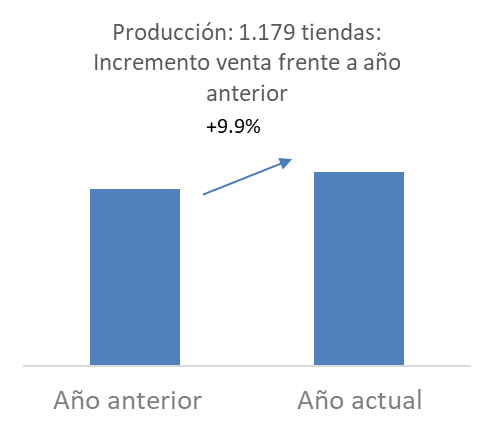 Producción: 1.179 tiendas:
Incremento venta frente a año
anterior
+9.9%
Año anterior
Año actual